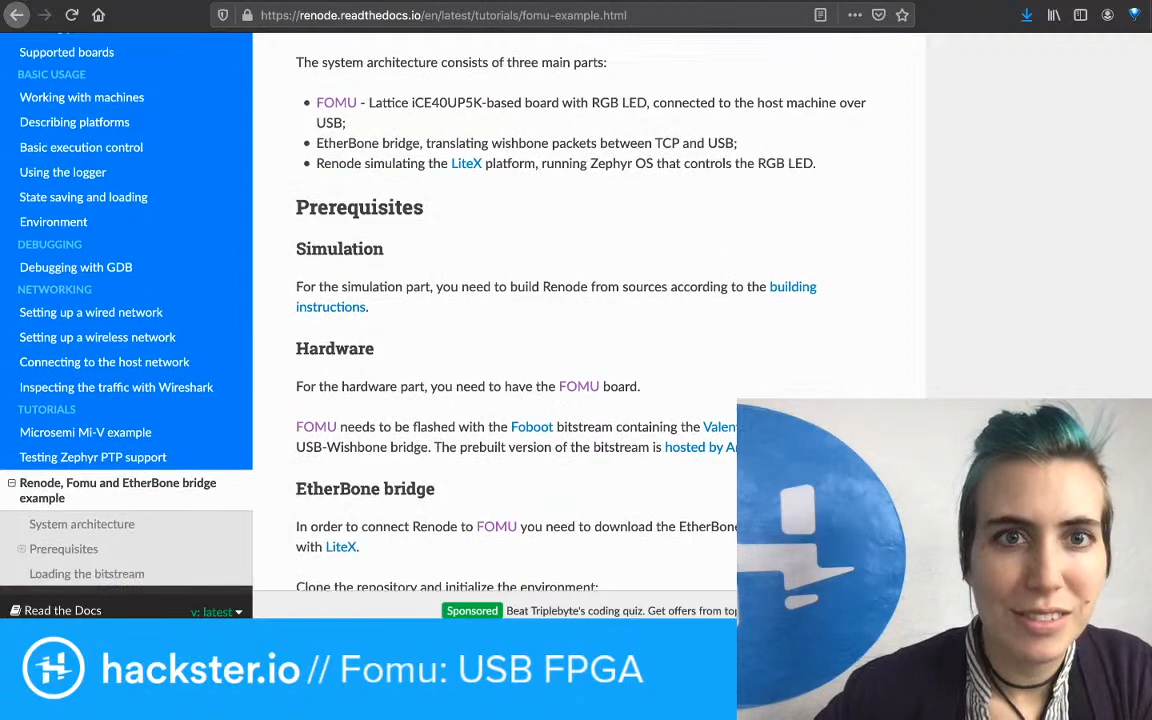 https://renode.readthedocs.io/en/latest/tutorials/fomu-example.html
Supported boards
BASIC USAGE
Working with machines
Describing platforms
Basic execution control
Using the logger
State saving and loading
Environment
DEBUGGING
Debugging with GDB
NETWORKING
Setting up a wired network
Setting up a wireless network
Connecting to the host network
Inspecting the traffic with Wireshark
TUTORIALS
Microsemi Mi-V example
Testing Zephyr PTP support
Renode, Fomu and EtherBone bridge
example
System architecture
Prerequisites
Loading the bitstream
Read the Docs
v: latest
The system architecture consists of three main parts:
• FOMU - Lattice iCE40UP5K-based board with RGB LED, connected to the host machine over
USB;
• EtherBone bridge, translating wishbone packets between TCP and USB;
• Renode simulating the LiteX platform, running Zephyr OS that controls the RGB LED.
Prerequisites
Simulation
For the simulation part, you need to build Renode from sources according to the building
instructions.
Hardware
For the hardware part, you need to have the FOMU board.
FOMU needs to be flashed with the Foboot bitstream containing the Valen
USB-Wishbone bridge. The prebuilt version of the bitstream is hosted by A
EtherBone bridge
In order to connect Renode to FOMU you need to download the EtherBone
with LiteX.
Clone the repository and initialize the environment:
Sponsored Beat Triplebyte's coding quiz. Get offers from top
hackster.io // Fomu: USB FPGA